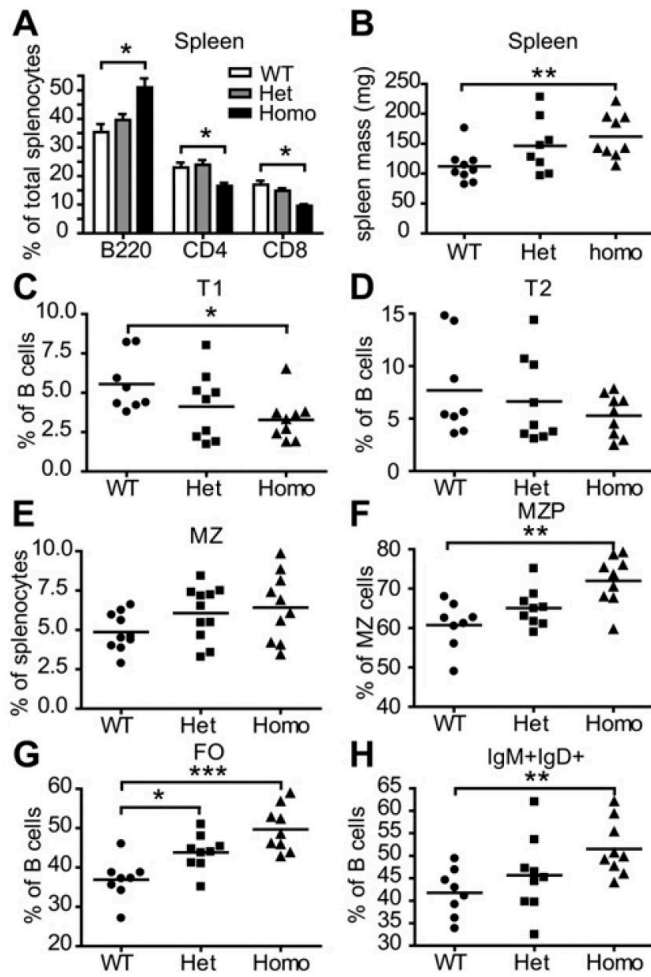 A
Spleen
% of total splenocytes
50
40
30
20
10
0
*
*
*
WT
Het
Homo
B220 CD4 CD8
B
Spleen
spleen mass (mg)
250
200
150
100
50
0
**
WT Het homo
C
T1
% of B cells
10.0
7.5
5.0
2.5
0.0
*
WT Het Homo
D
T2
% of B cells
15
10
5
0
WT Het Homo
E
MZ
% of splenocytes
10.0
7.5
5.0
2.5
0.0
WT Het Homo
F
MZP
% of MZ cells
80
70
60
50
40
**
WT Het Homo
G
FO
% of B cells
60
50
40
30
20
***
*
WT Het Homo
H
IgM+IgD+
% of B cells
65
60
55
50
45
40
35
30
**
WT Het Homo